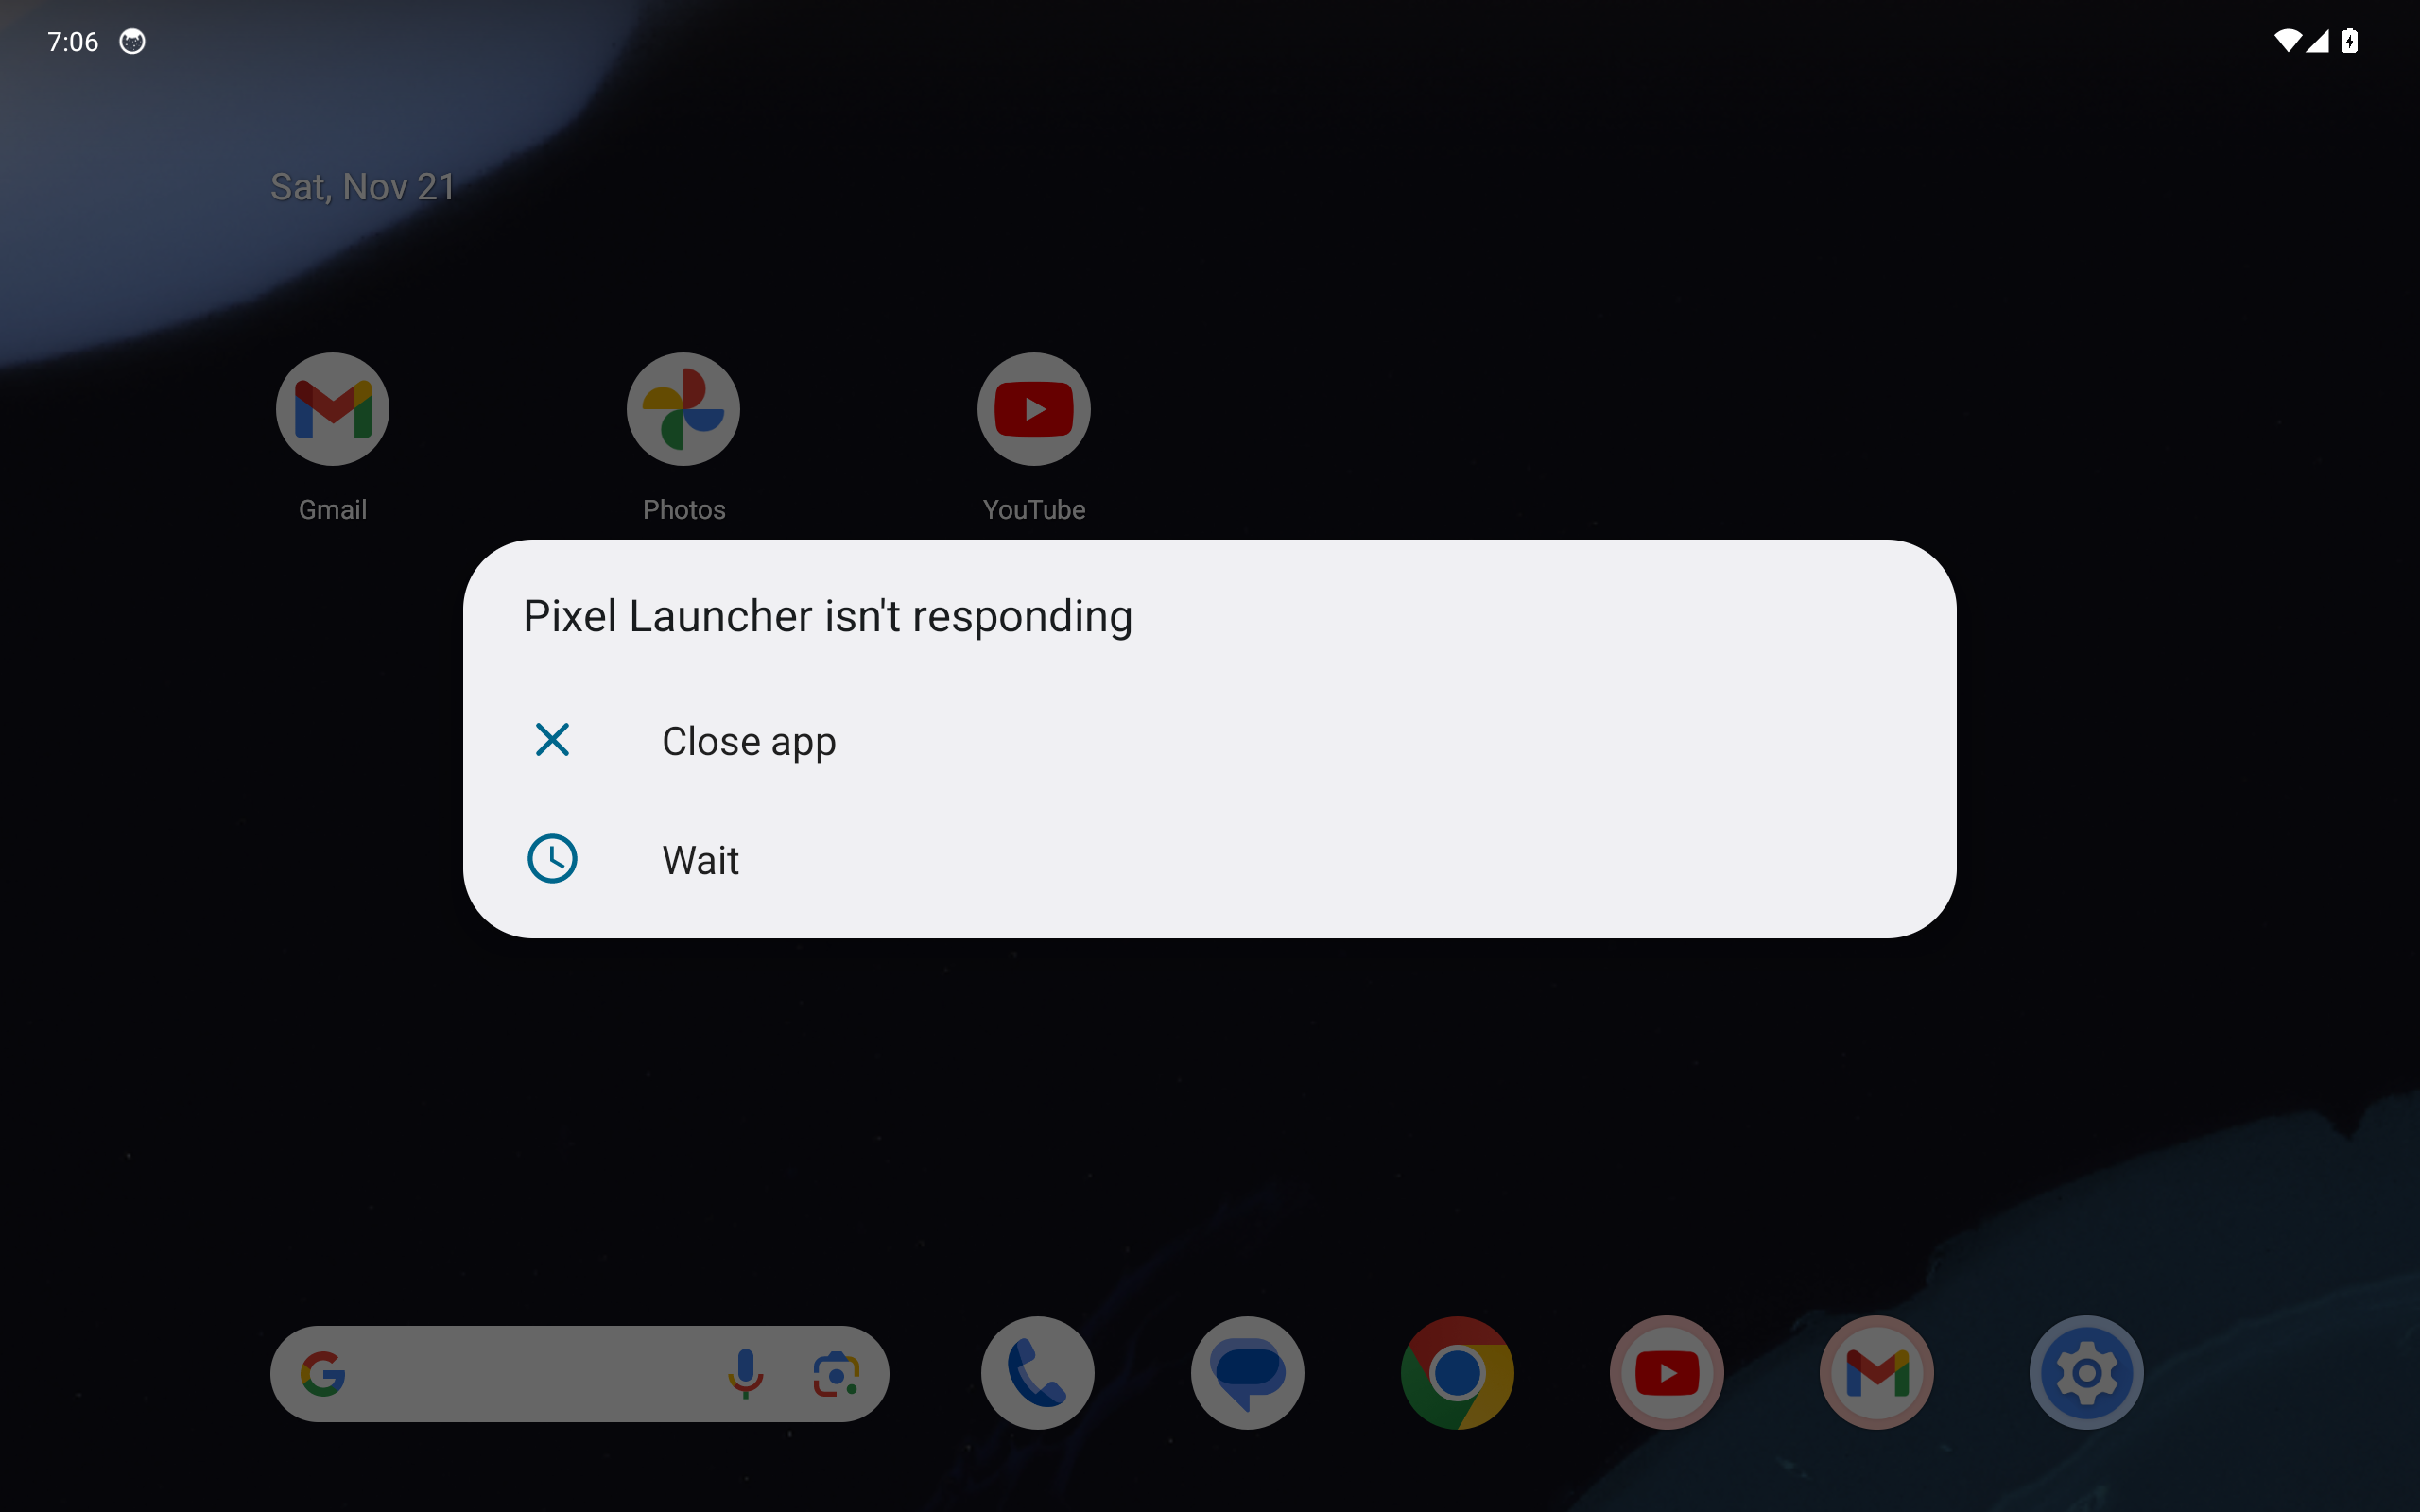 7:06
Sat, Nov 21
Gmail
Photos
YouTube
Pixel Launcher isn't responding
Close app
Wait